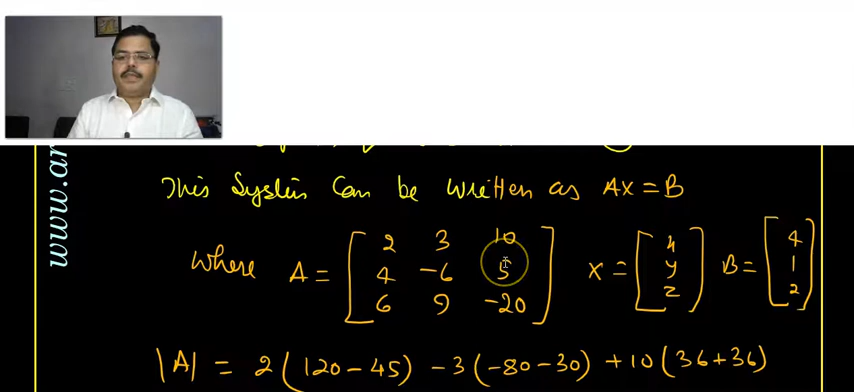 This System Can be Written as AX = B
Where A = [ 2 3 10 4 -6 5 6 9 -20 ] X = [ x y z ] B = [ 4 1 2 ]
|A| = 2(120-45) -3(-80-30) +10(36+36)
www.ar